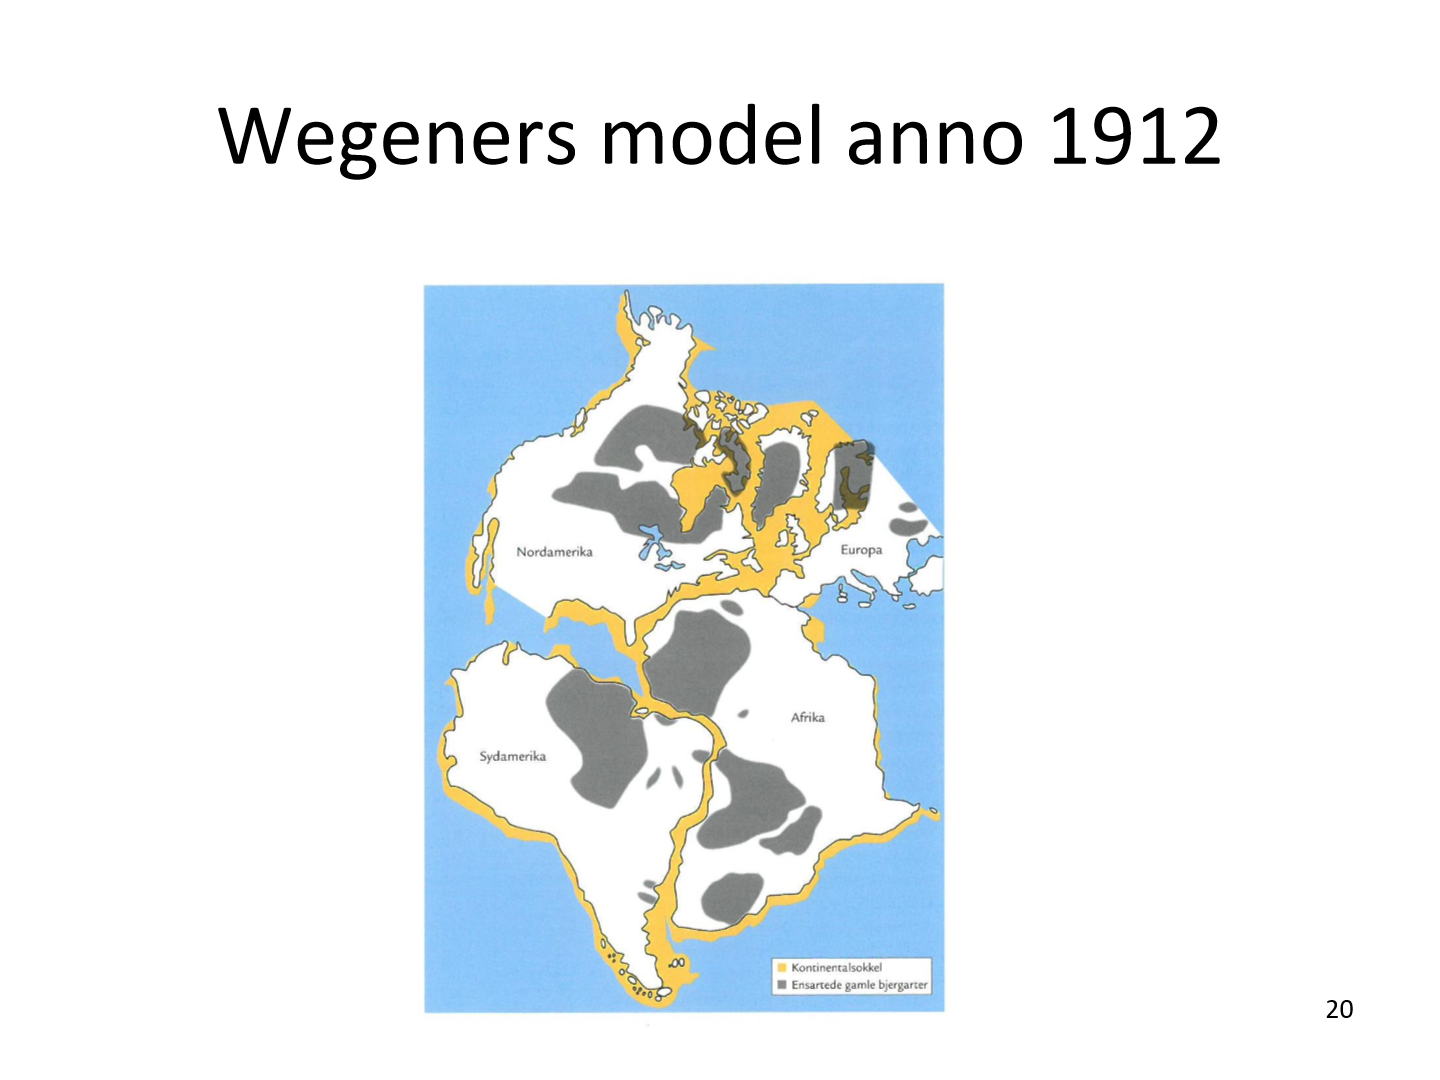 Wegeners model anno 1912
Nordamerika
Europa
Afrika
Sydamerika
Kontinentalsokkel
Ensartede gamle bjergarter
20